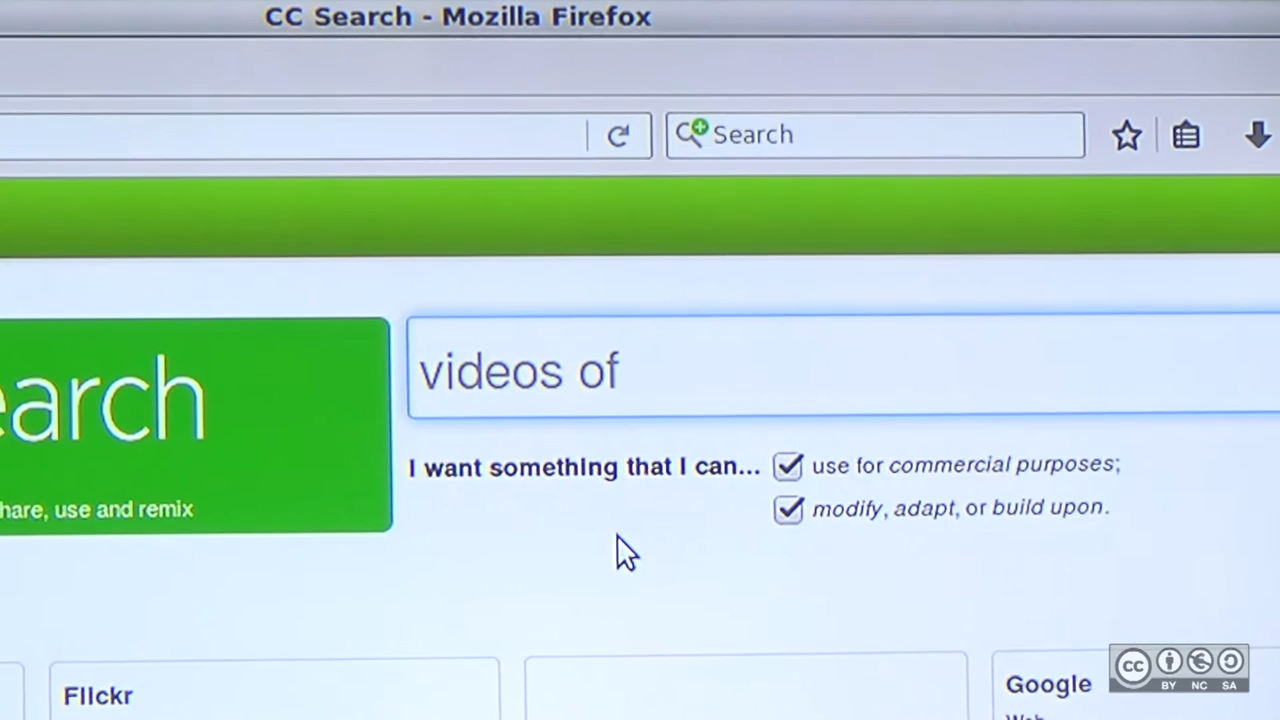 CC Search - Mozilla Firefox
Search
earch
videos of
I want something that I can... use for commercial purposes;
hare, use and remix
modify, adapt, or build upon.
Flickr
Google
cc BY NC SA